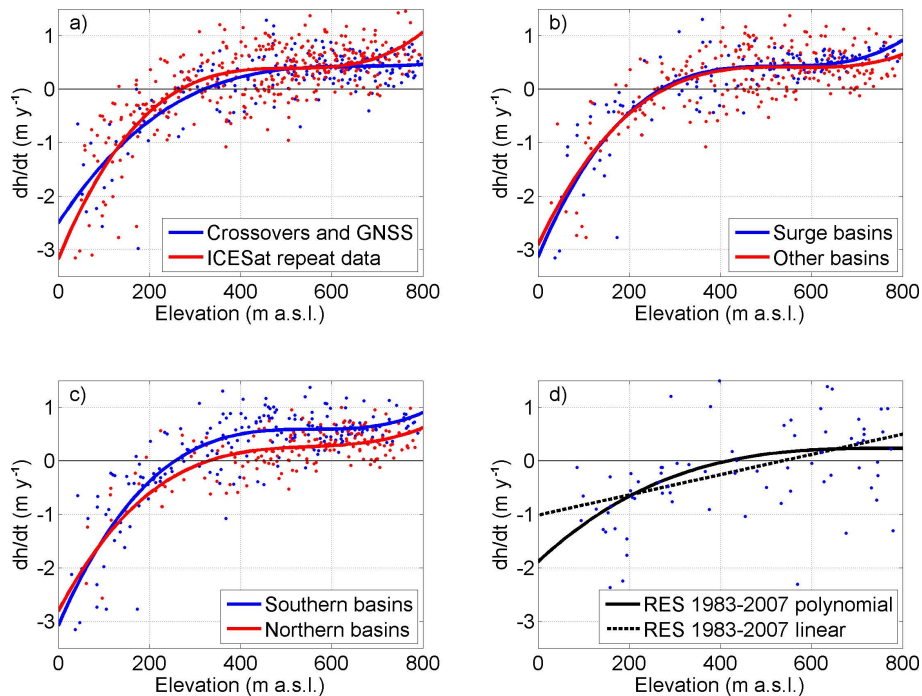 a)
1
0
-1
-2
-3
dh/dt (m y⁻¹)
Crossovers and GNSS
ICESat repeat data
0 200 400 600 800
Elevation (m a.s.l.)
b)
1
0
-1
-2
-3
dh/dt (m y⁻¹)
Surge basins
Other basins
0 200 400 600 800
Elevation (m a.s.l.)
c)
1
0
-1
-2
-3
dh/dt (m y⁻¹)
Southern basins
Northern basins
0 200 400 600 800
Elevation (m a.s.l.)
d)
1
0
-1
-2
-3
dh/dt (m y⁻¹)
RES 1983-2007 polynomial
RES 1983-2007 linear
0 200 400 600 800
Elevation (m a.s.l.)